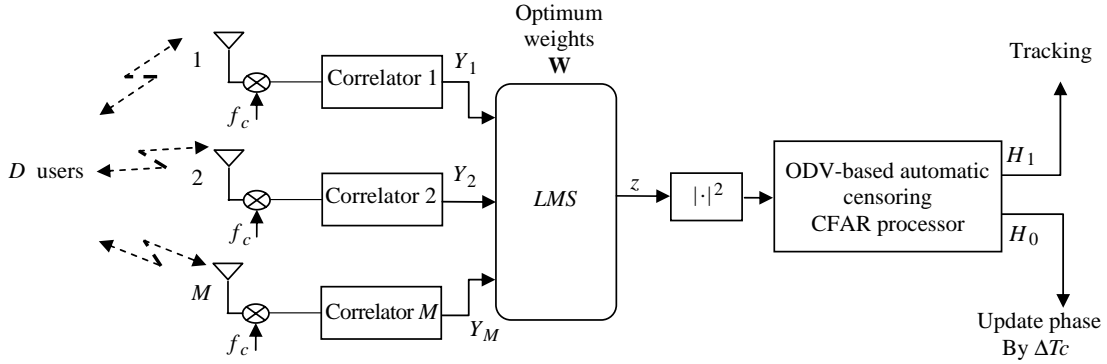 Optimum
weights
W
Tracking
1
Correlator 1
Y1
fc
D users
2
Correlator 2
Y2
fc
LMS
z
|·|²
ODV-based automatic
censoring
CFAR processor
H1
H0
M
Correlator M
YM
fc
Update phase
By ΔTc